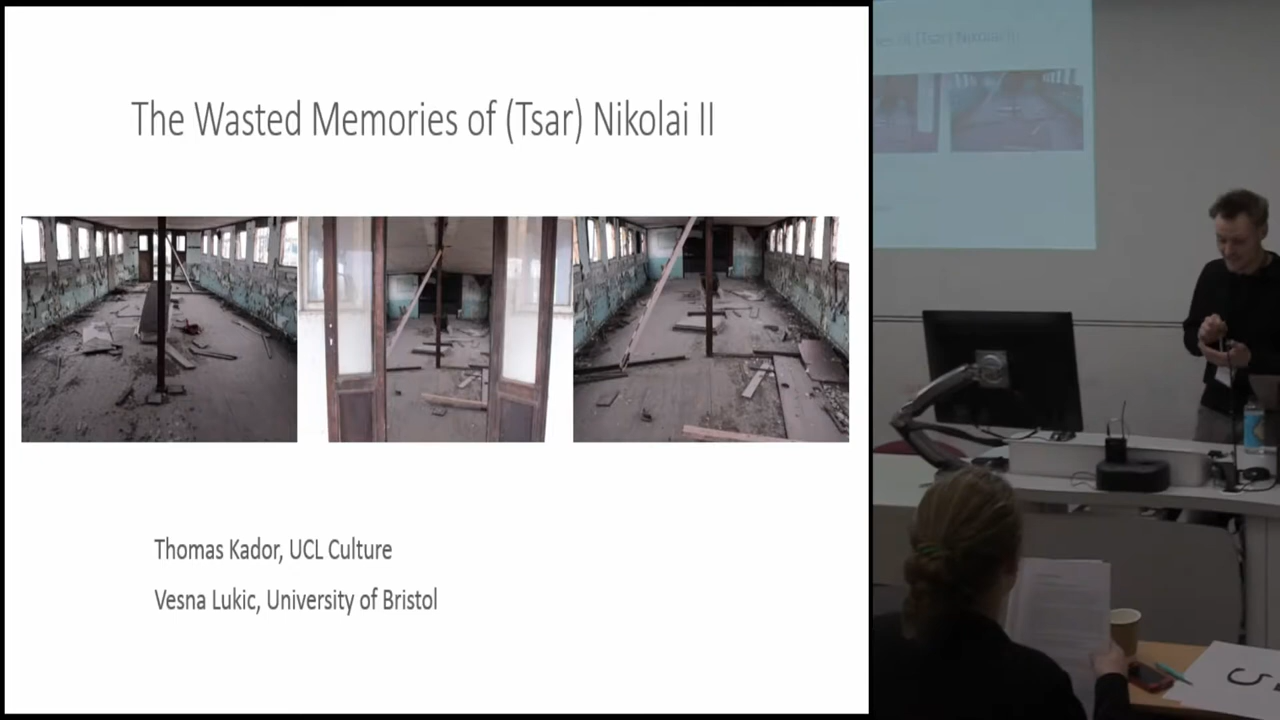 The Wasted Memories of (Tsar) Nikolai II
Thomas Kador, UCL Culture
Vesna Lukic, University of Bristol